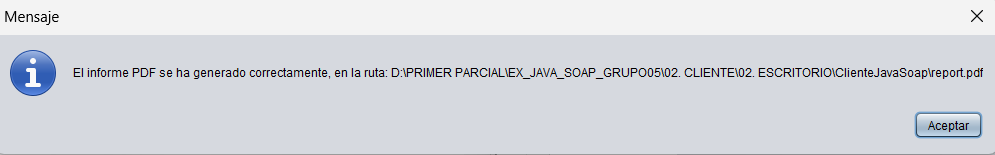 Mensaje
El informe PDF se ha generado correctamente, en la ruta: D:\PRIMER PARCIAL\EX_JAVA_SOAP_GRUPO05\02. CLIENTE\02. ESCRITORIO\ClienteJavaSoap\report.pdf
Aceptar